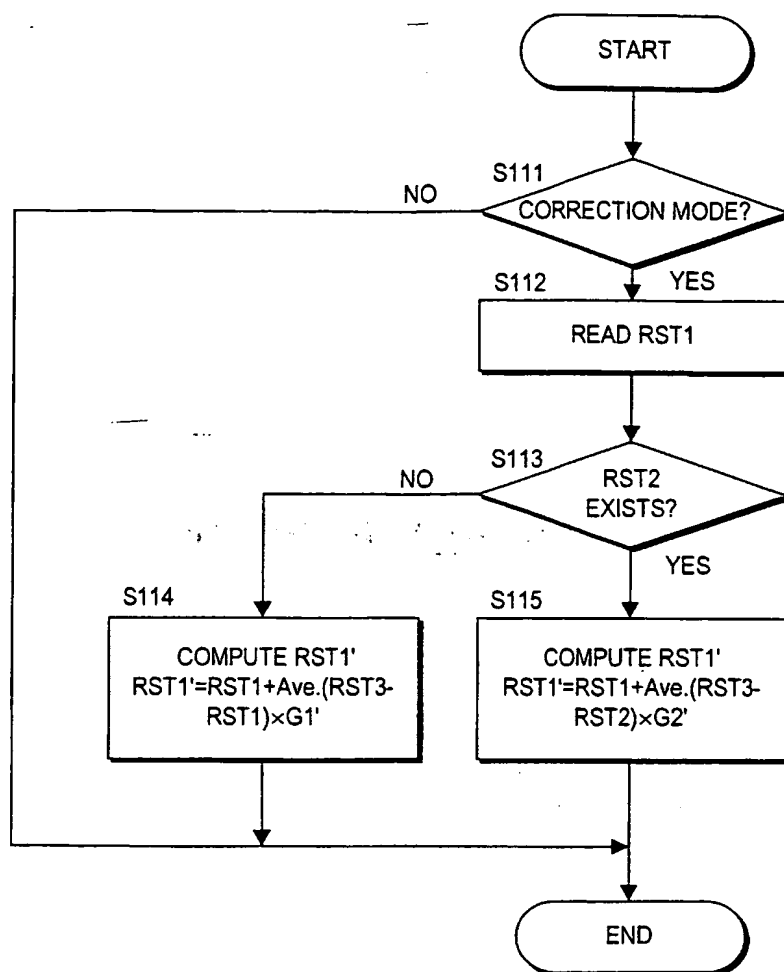 START
S111
NO
CORRECTION MODE?
YES
S112
READ RST1
S113
NO
RST2
EXISTS?
YES
S114
COMPUTE RST1'
RST1'=RST1+Ave.(RST3-
RST1)×G1'
S115
COMPUTE RST1'
RST1'=RST1+Ave.(RST3-
RST2)×G2'
END